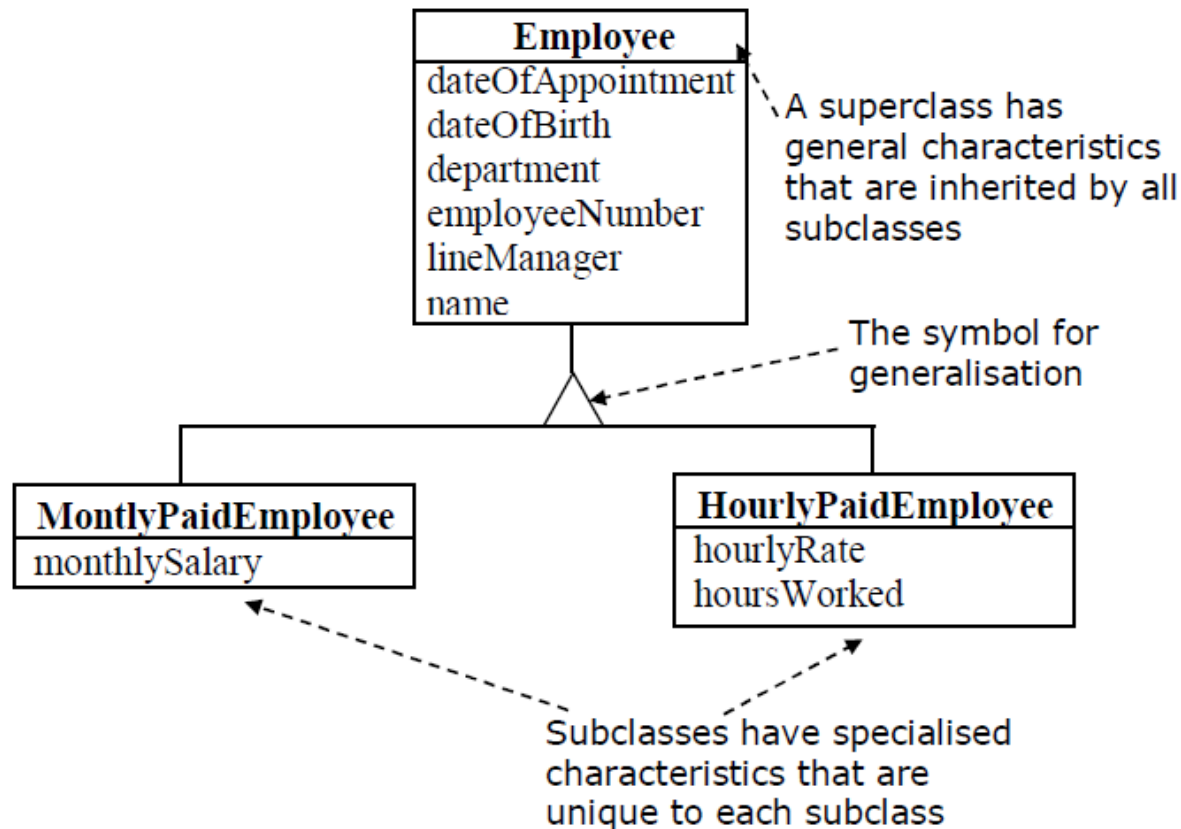 Employee
dateOfAppointment
dateOfBirth
department
employeeNumber
lineManager
name
A superclass has
general characteristics
that are inherited by all
subclasses
The symbol for
generalisation
MontlyPaidEmployee
monthlySalary
HourlyPaidEmployee
hourlyRate
hoursWorked
Subclasses have specialised
characteristics that are
unique to each subclass